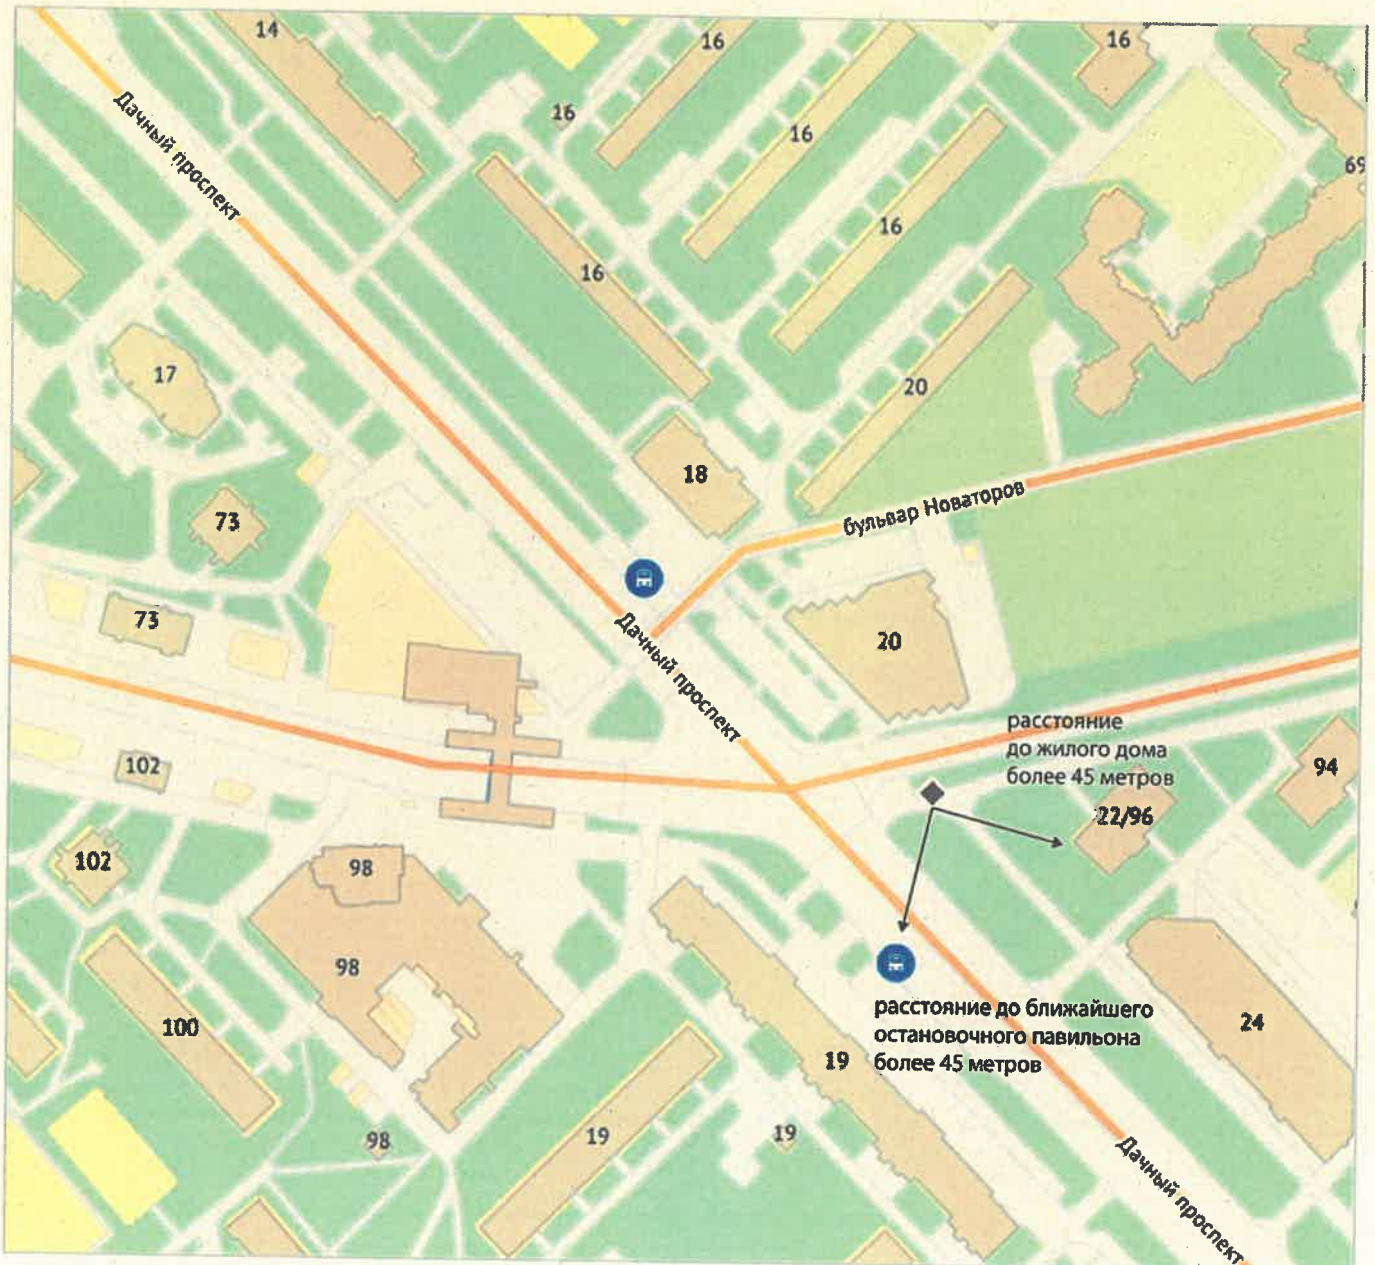 14
16
16
Дачный проспект
16
16
69
16
16
17
20
18
бульвар Новаторов
73
73
20
Дачный проспект
расстояние
до жилого дома
более 45 метров
102
94
22/96
102
98
98
расстояние до ближайшего
остановочного павильона
более 45 метров
100
24
19
98
19
19
Дачный проспект